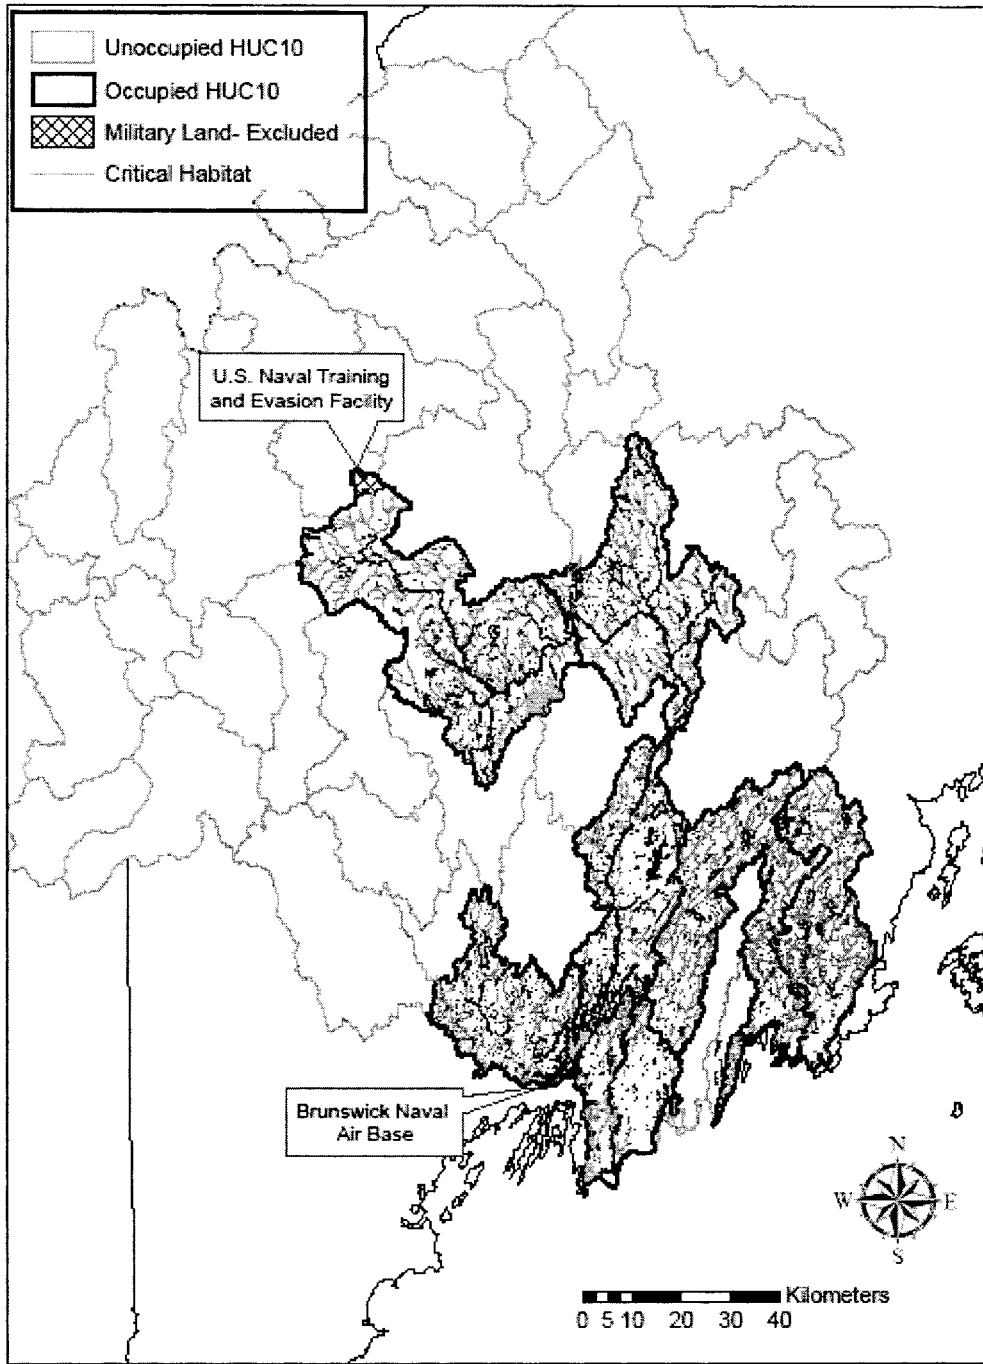 Unoccupied HUC10
Occupied HUC10
Military Land- Excluded
Critical Habitat
U.S. Naval Training
and Evasion Facility
Brunswick Naval
Air Base
N
W E
S
Kilometers
0 5 10 20 30 40